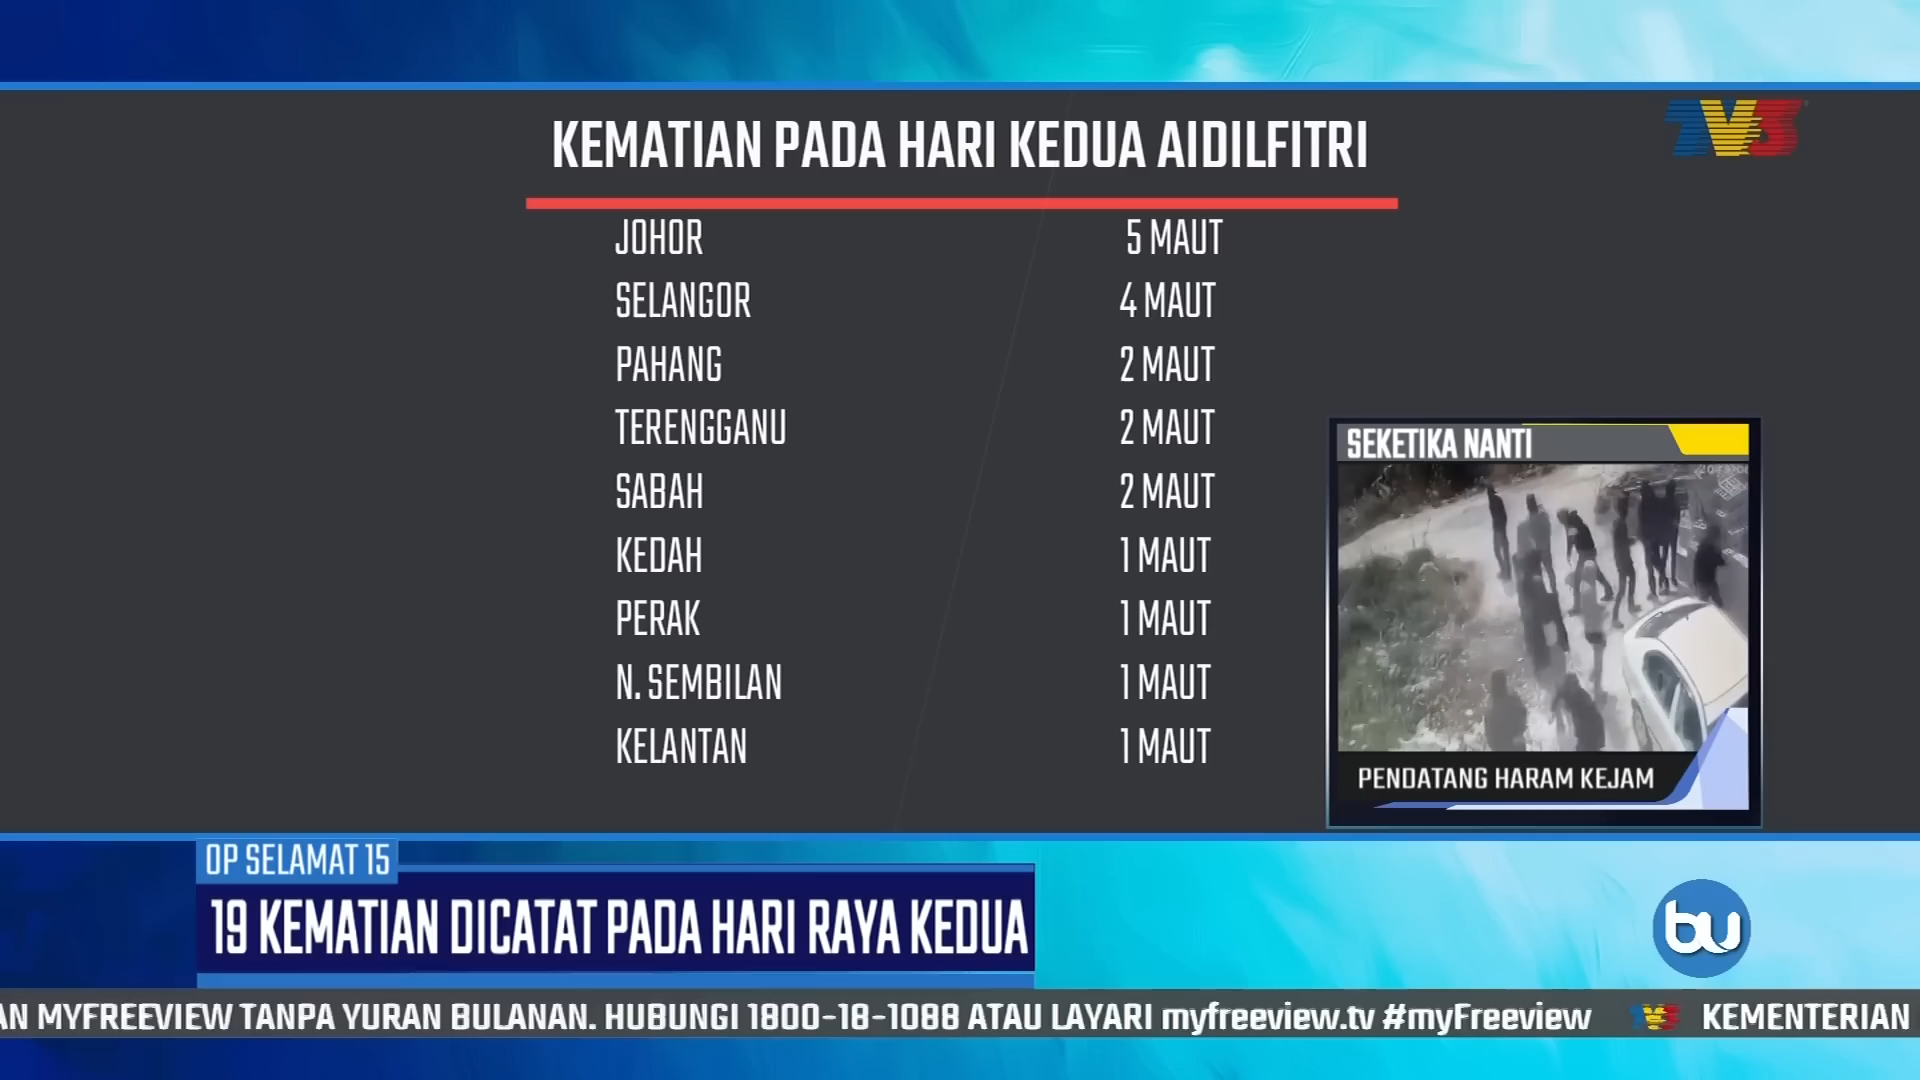 KEMATIAN PADA HARI KEDUA AIDILFITRI
TV3
JOHOR 5 MAUT
SELANGOR 4 MAUT
PAHANG 2 MAUT
TERENGGANU 2 MAUT
SABAH 2 MAUT
KEDAH 1 MAUT
PERAK 1 MAUT
N. SEMBILAN 1 MAUT
KELANTAN 1 MAUT
SEKETIKA NANTI
PENDATANG HARAM KEJAM
OP SELAMAT 15
19 KEMATIAN DICATAT PADA HARI RAYA KEDUA
bu
AN MYFREEVIEW TANPA YURAN BULANAN. HUBUNGI 1800-18-1088 ATAU LAYARI myfreeview.tv #myFreeview TV3 KEMENTERIAN